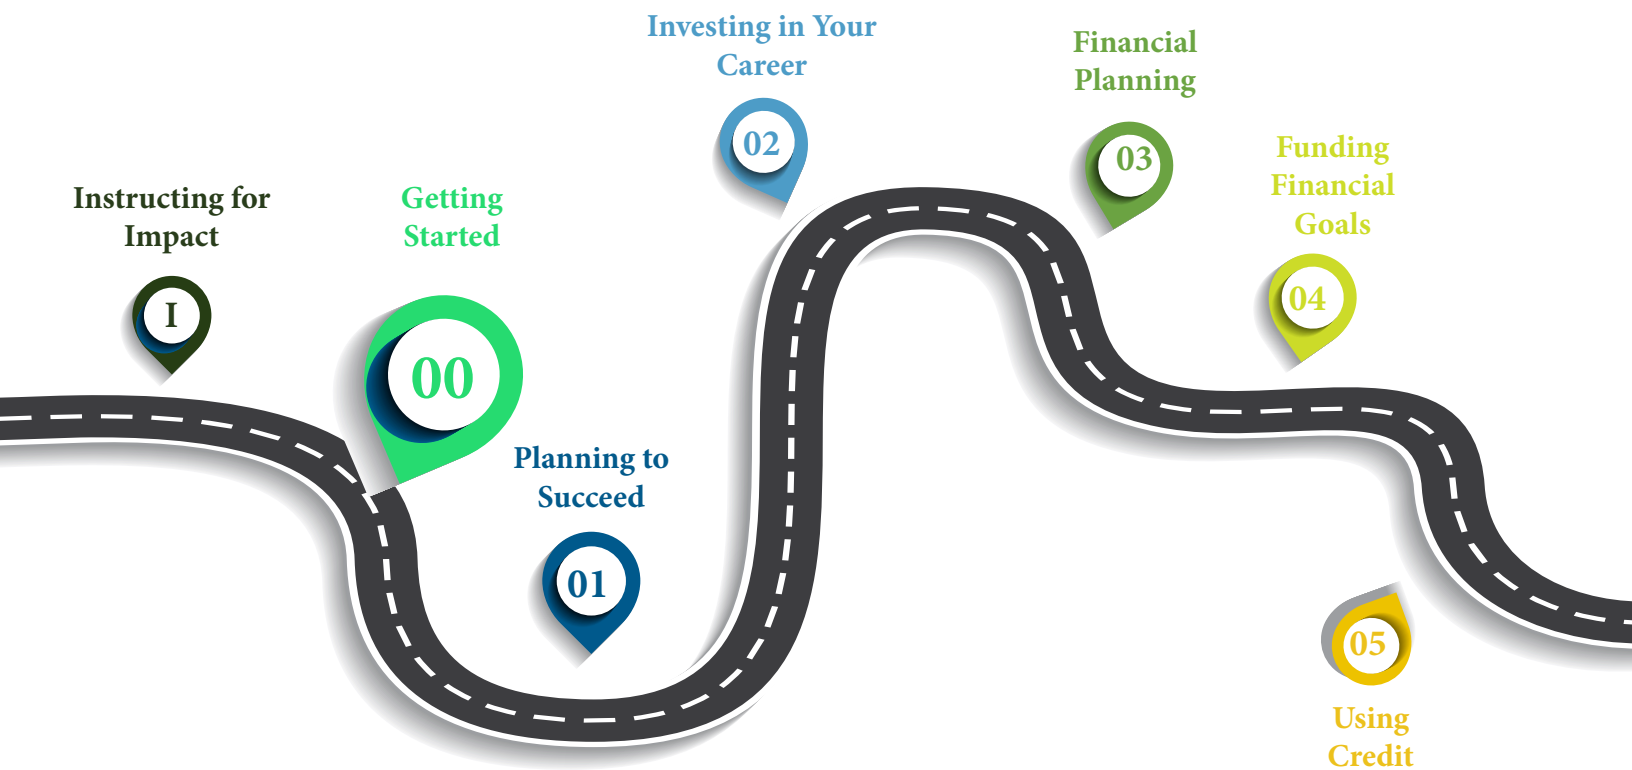 Instructing for
Impact
I
Getting
Started
00
Planning to
Succeed
01
Investing in Your
Career
02
Financial
Planning
03
Funding
Financial
Goals
04
05
Using
Credit